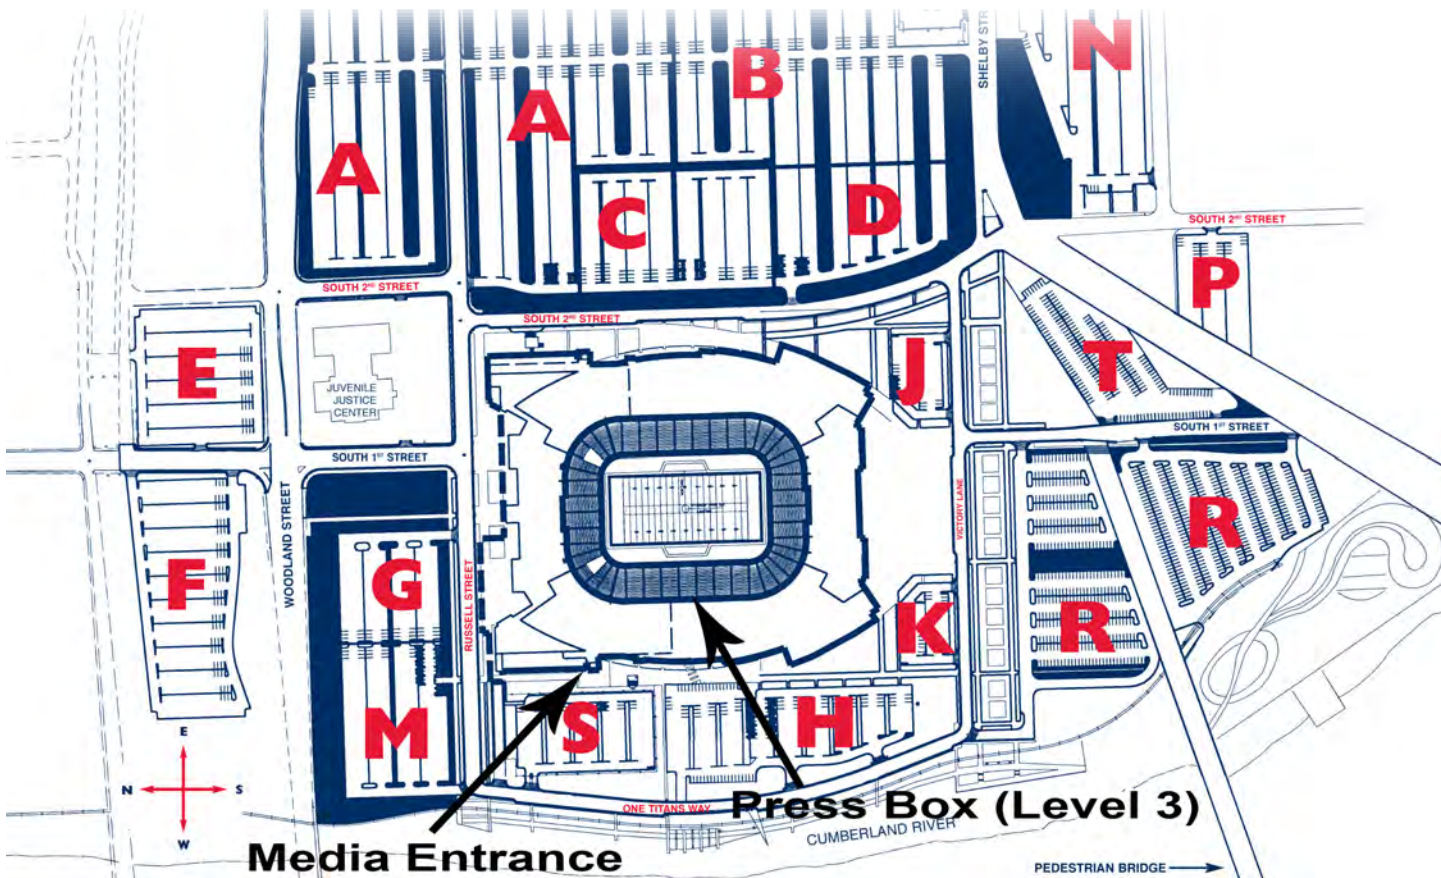 N
SHELBY STR
B
A
A
C
D
SOUTH 2ND STREET
P
SOUTH 2ND STREET
SOUTH 2ND STREET
E
JUVENILE
JUSTICE
CENTER
J
T
SOUTH 1ST STREET
SOUTH 1ST STREET
WOODLAND STREET
RUSSELL STREET
VICTORY LANE
F
G
R
R
K
M
S
H
E
N
S
W
ONE TITANS WAY
Press Box (Level 3)
CUMBERLAND RIVER
Media Entrance
PEDESTRIAN BRIDGE